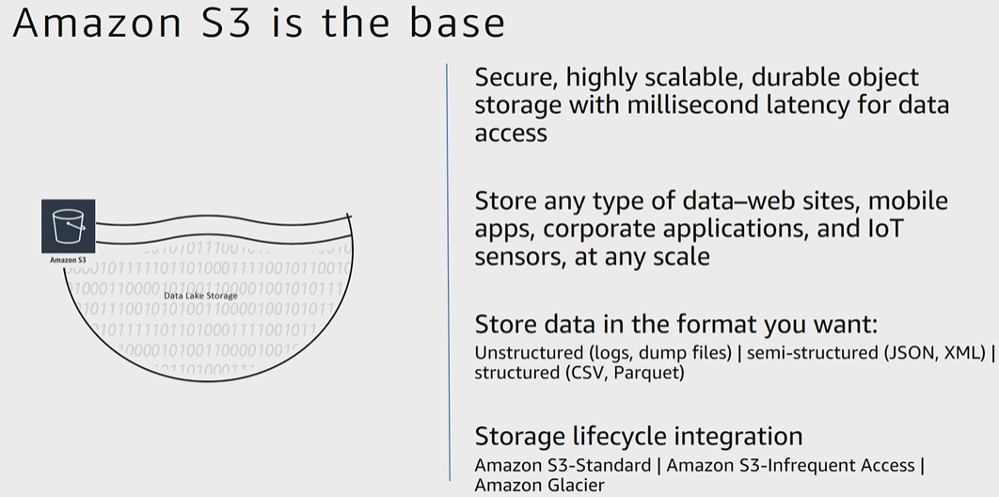 Amazon S3 is the base
Secure, highly scalable, durable object
storage with millisecond latency for data
access
Store any type of data–web sites, mobile
apps, corporate applications, and IoT
sensors, at any scale
Store data in the format you want:
Unstructured (logs, dump files) | semi-structured (JSON, XML) |
structured (CSV, Parquet)
Storage lifecycle integration
Amazon S3-Standard | Amazon S3-Infrequent Access |
Amazon Glacier
Amazon S3
Data Lake Storage